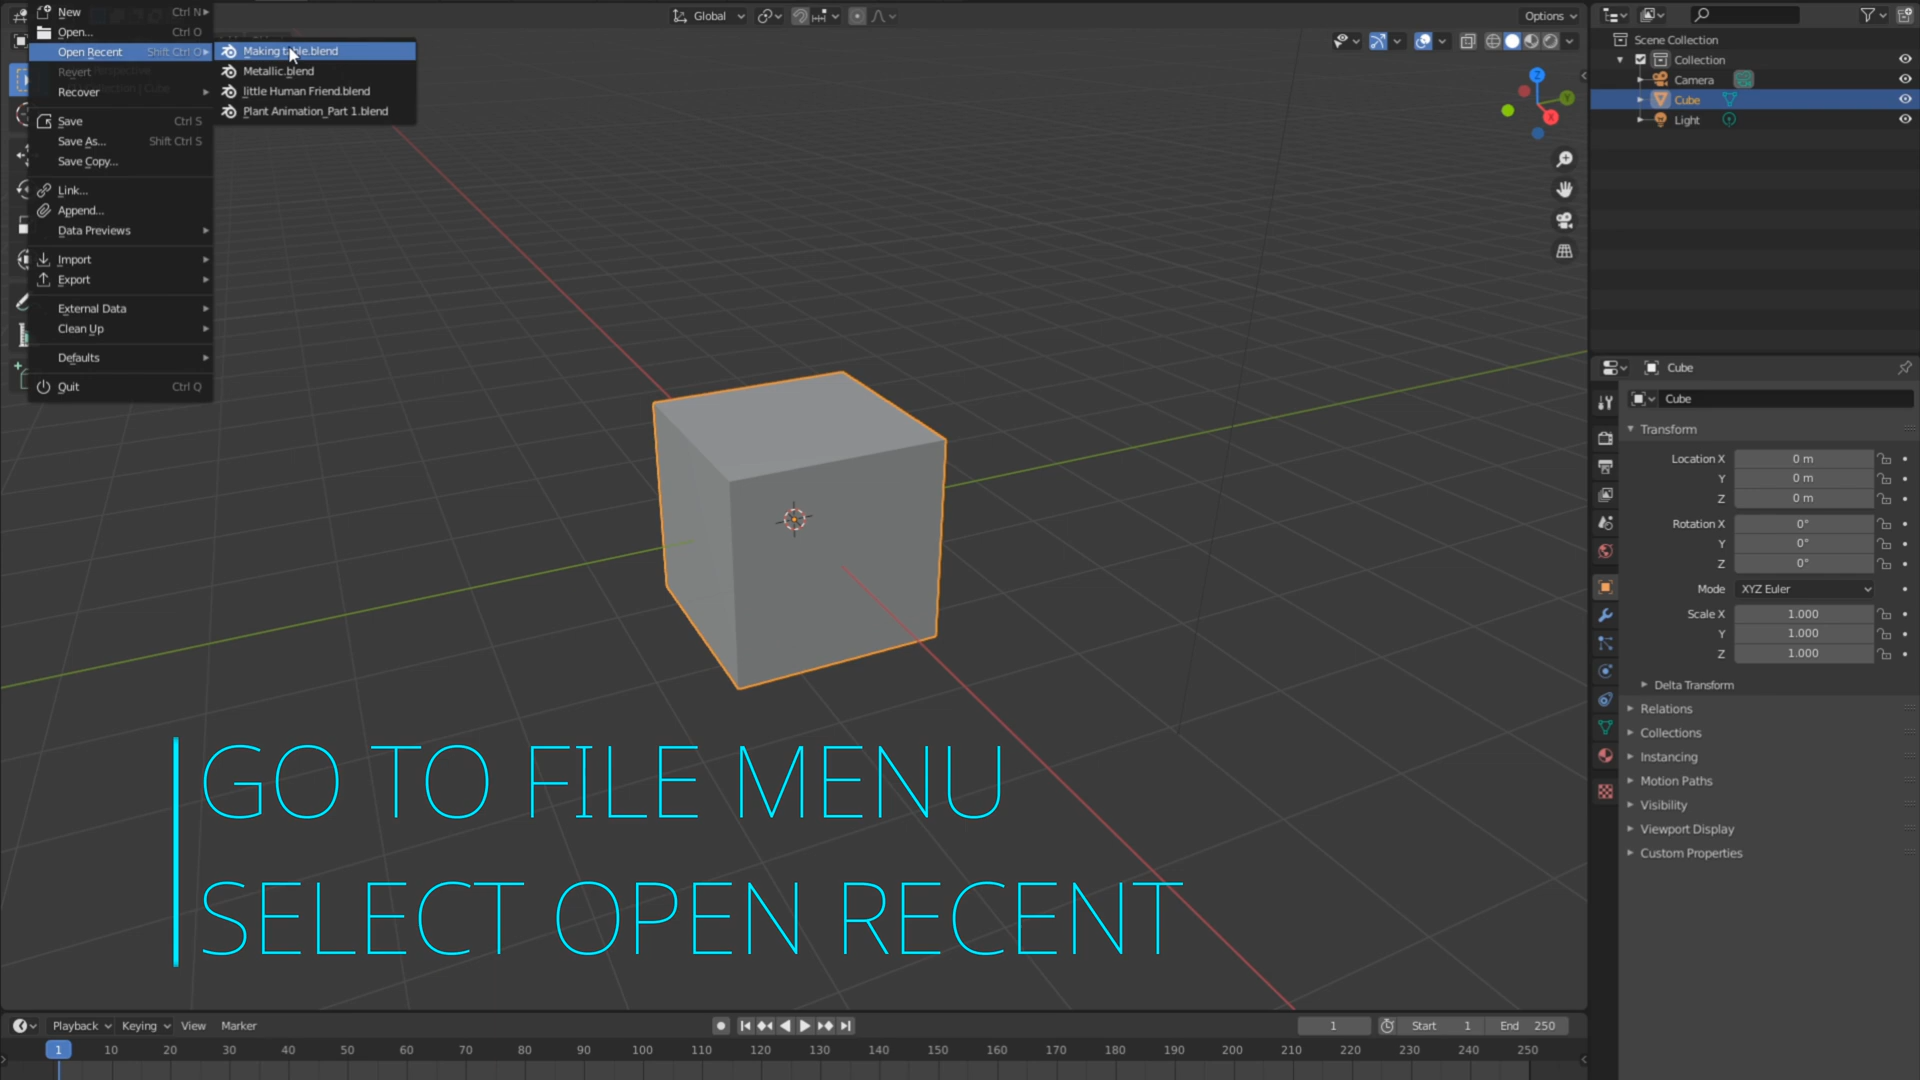 New Ctrl N
Open... Ctrl O
Open Recent Shift Ctrl O
Revert
Recover
Save Ctrl S
Save As... Shift Ctrl S
Save Copy...
Link...
Append...
Data Previews
Import
Export
External Data
Clean Up
Defaults
Quit Ctrl Q
Making table.blend
Metallic.blend
little Human Friend.blend
Plant Animation_Part 1.blend
Global
Options
Z
Y
X
GO TO FILE MENU
SELECT OPEN RECENT
Scene Collection
Collection
Camera
Cube
Light
Cube
Cube
Transform
Location X 0 m
Y 0 m
Z 0 m
Rotation X 0°
Y 0°
Z 0°
Mode XYZ Euler
Scale X 1.000
Y 1.000
Z 1.000
Delta Transform
Relations
Collections
Instancing
Motion Paths
Visibility
Viewport Display
Custom Properties
Playback Keying View Marker 1 Start 1 End 250
1 10 20 30 40 50 60 70 80 90 100 110 120 130 140 150 160 170 180 190 200 210 220 230 240 250